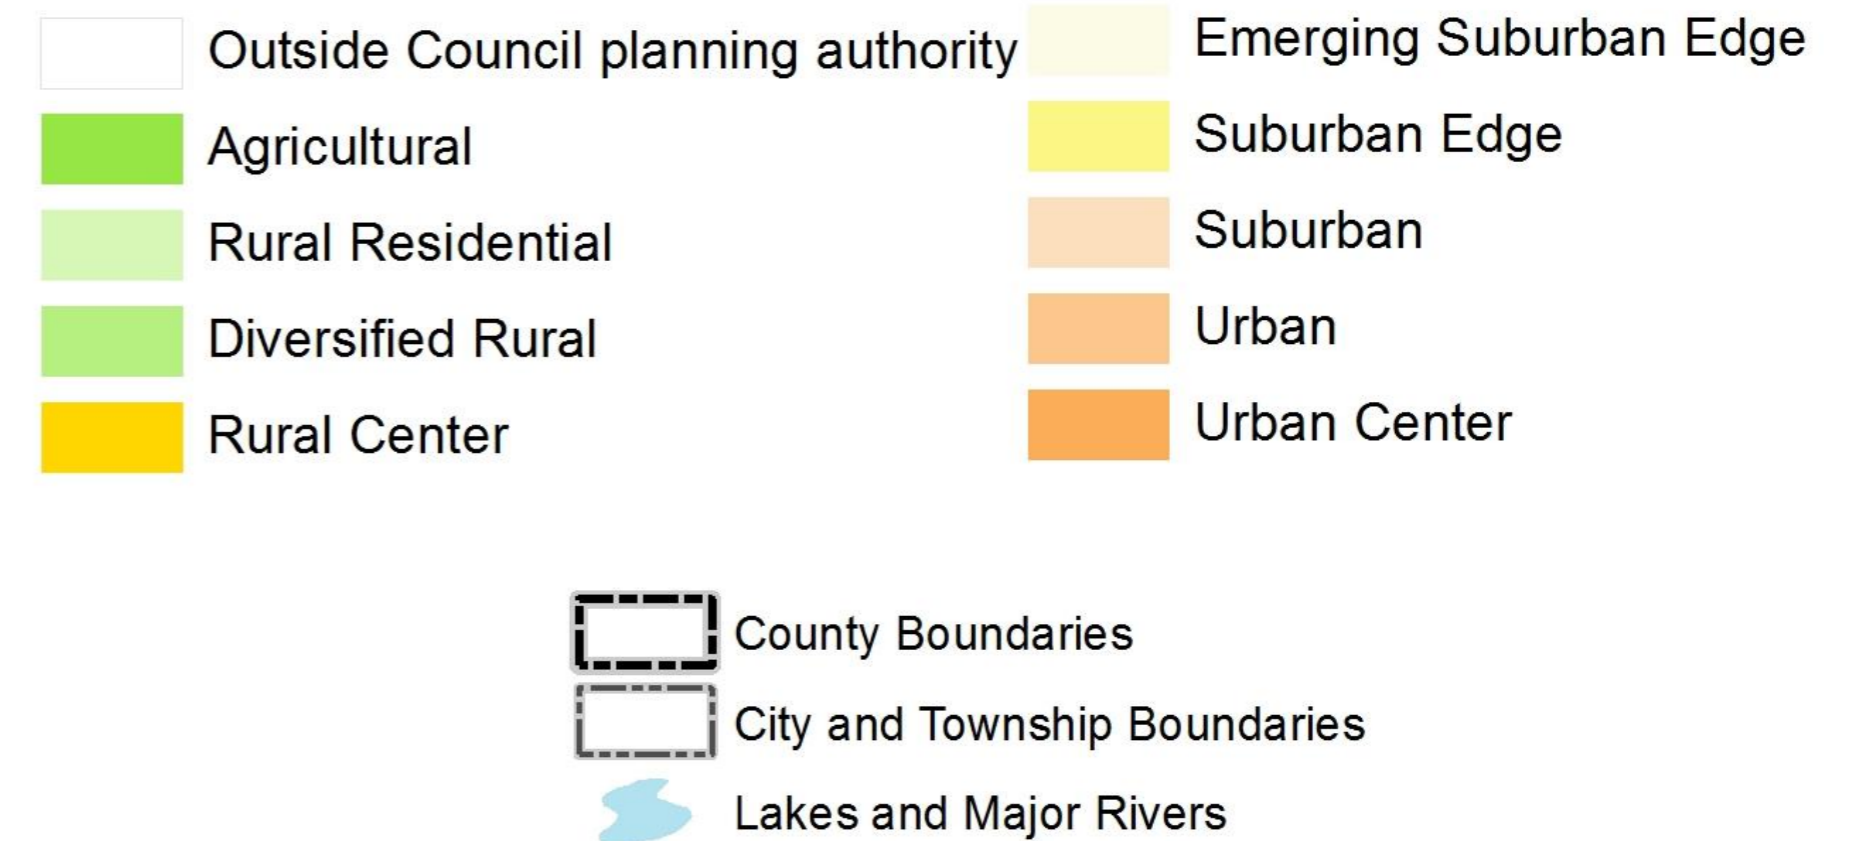 Outside Council planning authority
Agricultural
Rural Residential
Diversified Rural
Rural Center
Emerging Suburban Edge
Suburban Edge
Suburban
Urban
Urban Center
County Boundaries
City and Township Boundaries
Lakes and Major Rivers